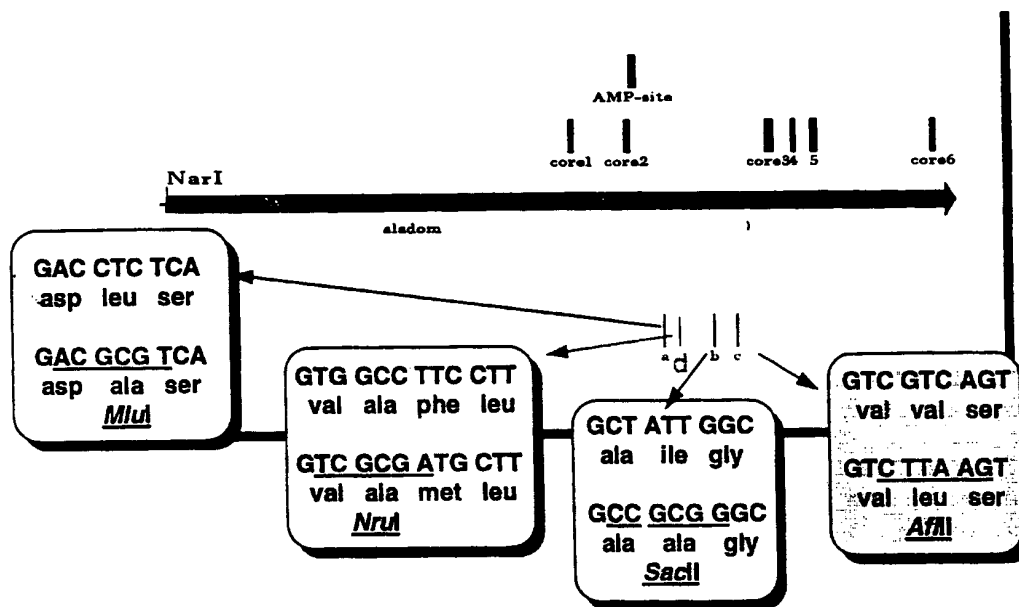 AMP-site
core1 core2 core34 5 core6
NarI
aladom
GAC CTC TCA
asp leu ser
GAC GCG TCA
asp ala ser
MluI
a d b c
GTG GCC TTC CTT
val ala phe leu
GTC GCG ATG CTT
val ala met leu
NruI
GCT ATT GGC
ala ile gly
GCC GCG GGC
ala ala gly
SacII
GTC GTC AGT
val val ser
GTC TTA AGT
val leu ser
AflII